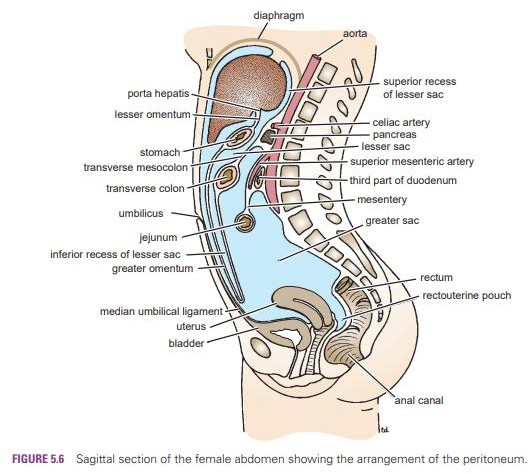 diaphragm
aorta
superior recess
of lesser sac
porta hepatis
lesser omentum
celiac artery
pancreas
lesser sac
stomach
superior mesenteric artery
transverse mesocolon
third part of duodenum
transverse colon
mesentery
umbilicus
greater sac
jejunum
inferior recess of lesser sac
greater omentum
rectum
rectouterine pouch
median umbilical ligament
uterus
bladder
anal canal
td
FIGURE 5.6 Sagittal section of the female abdomen showing the arrangement of the peritoneum.